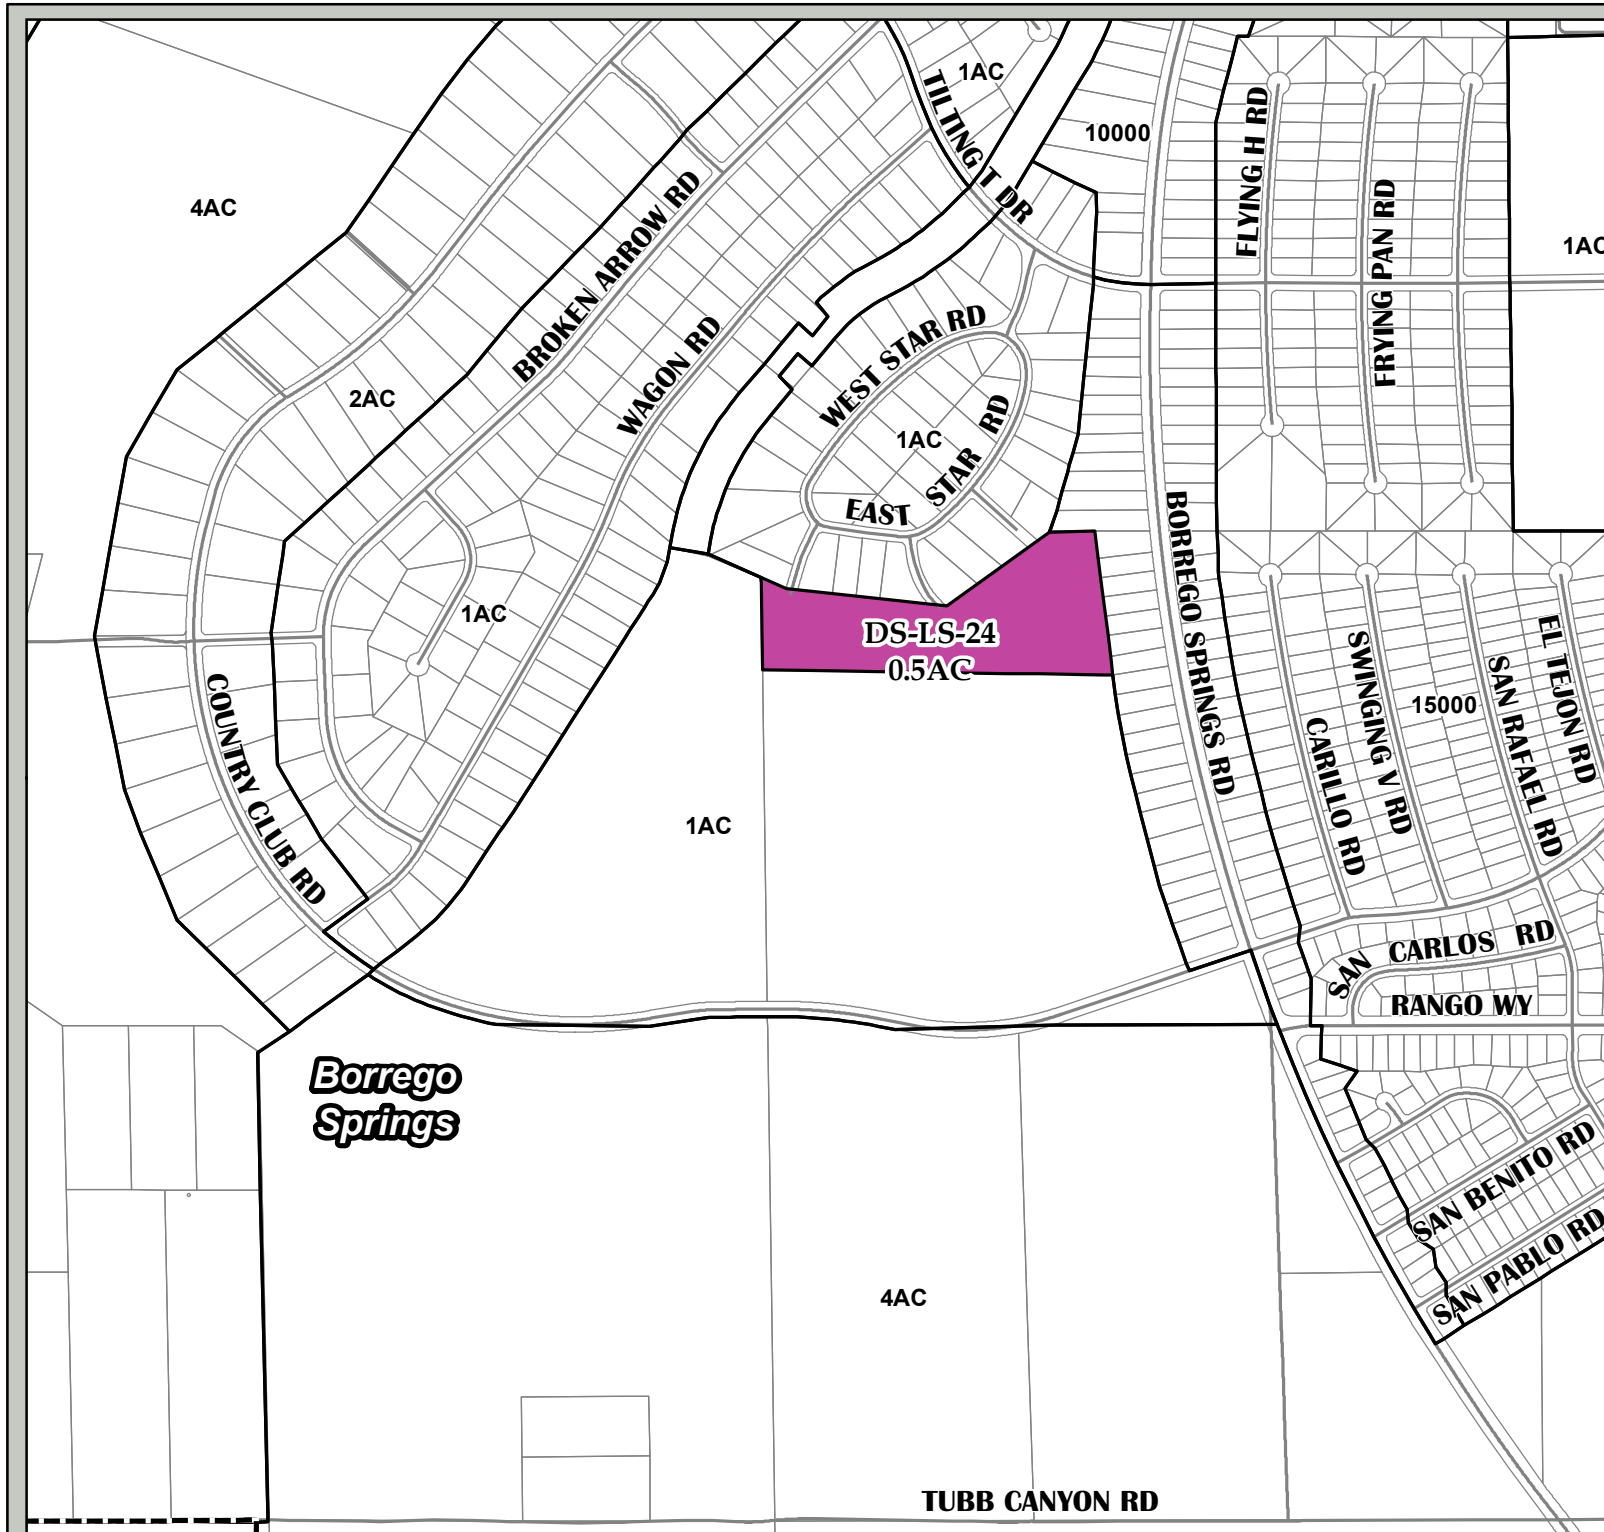 1AC
TILTING T DR
10000
FLYING H RD
FRYING PAN RD
4AC
1AC
BROKEN ARROW RD
WAGON RD
WEST STAR RD
2AC
1AC
EAST STAR RD
BORREGO SPRINGS RD
1AC
DS-LS-24
0.5AC
COUNTRY CLUB RD
CARILLO RD
SWINGING V RD
15000
SAN RAFAEL RD
EL TEJON RD
1AC
SAN CARLOS RD
RANGO WY
Borrego
Springs
SAN BENITO RD
SAN PABLO RD
4AC
TUBB CANYON RD